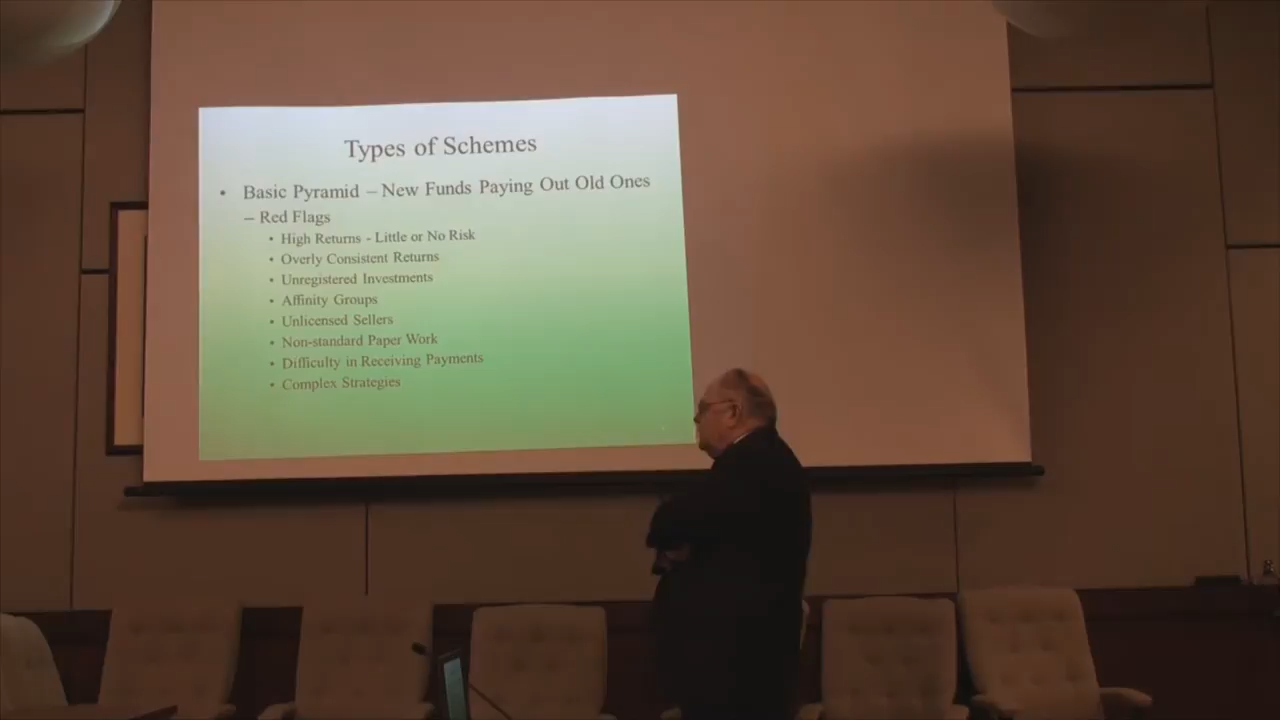 Types of Schemes
• Basic Pyramid – New Funds Paying Out Old Ones
– Red Flags
• High Returns - Little or No Risk
• Overly Consistent Returns
• Unregistered Investments
• Affinity Groups
• Unlicensed Sellers
• Non-standard Paper Work
• Difficulty in Receiving Payments
• Complex Strategies